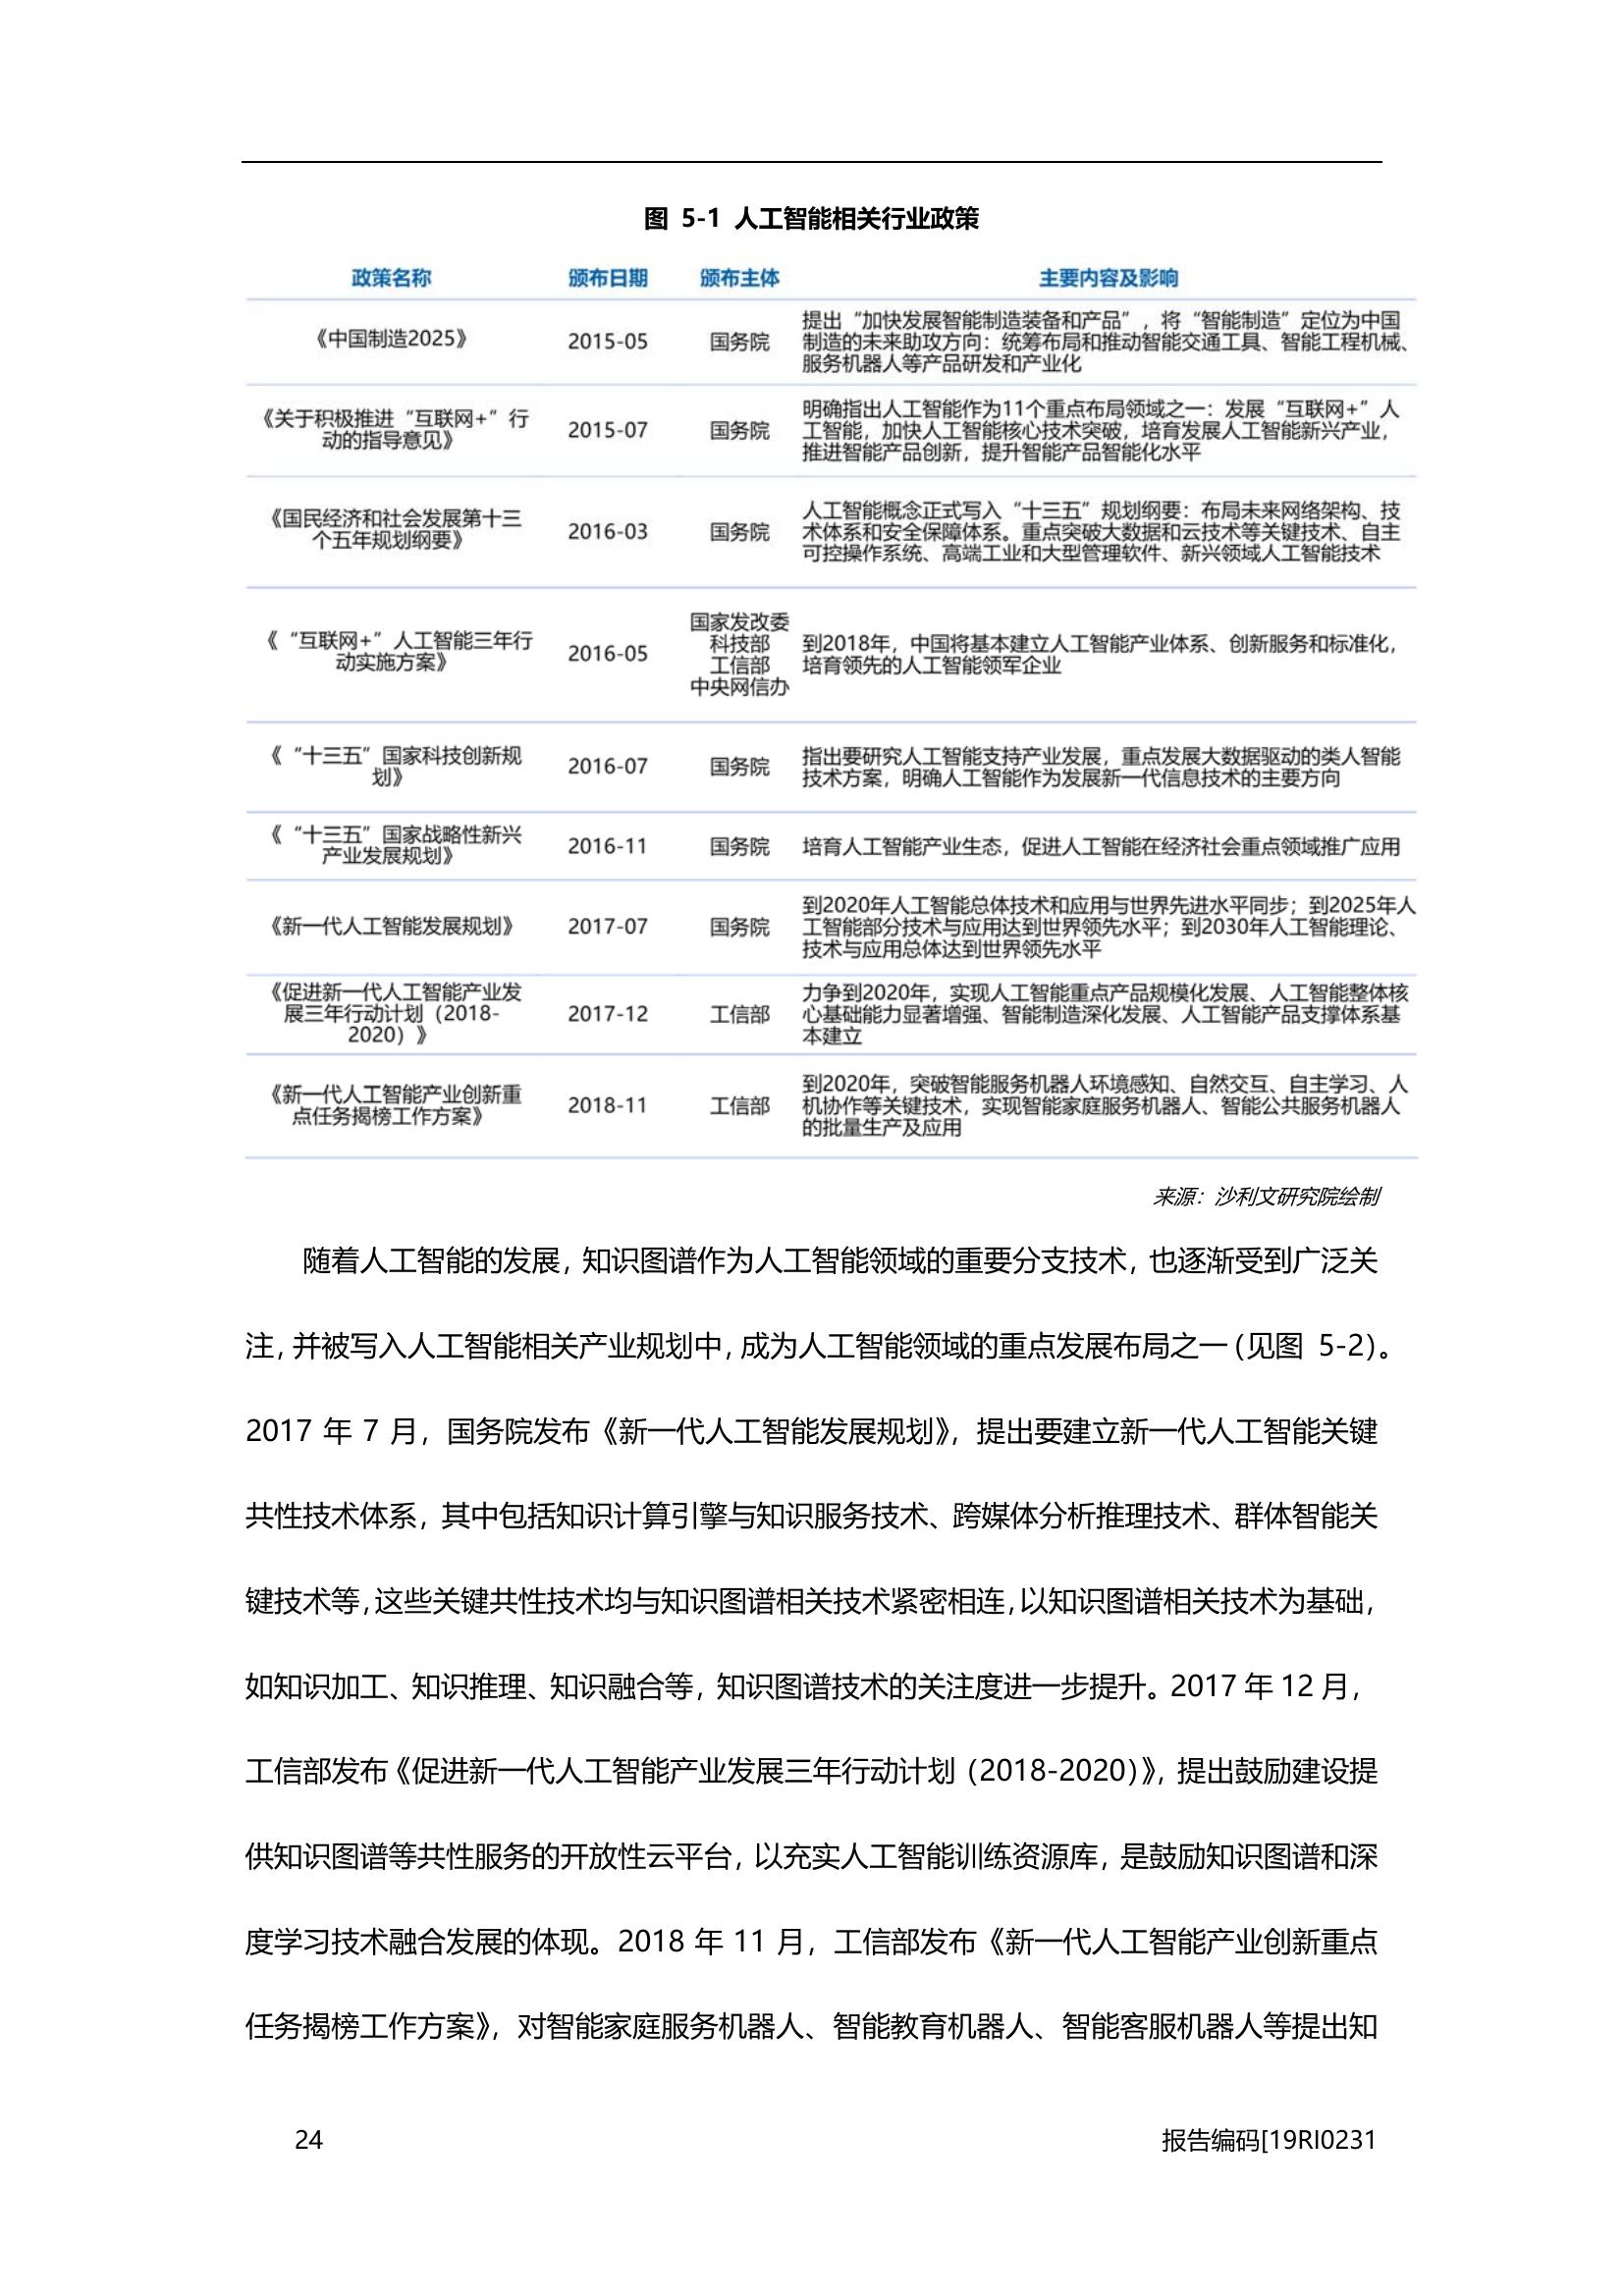 图 5-1 人工智能相关行业政策
政策名称 颁布日期 颁布主体 主要内容及影响
《中国制造2025》 2015-05 国务院
提出“加快发展智能制造装备和产品”，将“智能制造”定位为中国
制造的未来助攻方向：统筹布局和推动智能交通工具、智能工程机械、
服务机器人等产品研发和产业化
《关于积极推进“互联网+”行
动的指导意见》
2015-07 国务院
明确指出人工智能作为11个重点布局领域之一：发展“互联网+”人
工智能，加快人工智能核心技术突破，培育发展人工智能新兴产业，
推进智能产品创新，提升智能产品智能化水平
《国民经济和社会发展第十三
个五年规划纲要》
2016-03 国务院
人工智能概念正式写入“十三五”规划纲要：布局未来网络架构、技
术体系和安全保障体系。重点突破大数据和云技术等关键技术、自主
可控操作系统、高端工业和大型管理软件、新兴领域人工智能技术
《“互联网+”人工智能三年行
动实施方案》
2016-05
国家发改委
科技部
工信部
中央网信办
到2018年，中国将基本建立人工智能产业体系、创新服务和标准化，
培育领先的人工智能领军企业
《“十三五”国家科技创新规
划》
2016-07 国务院
指出要研究人工智能支持产业发展，重点发展大数据驱动的类人智能
技术方案，明确人工智能作为发展新一代信息技术的主要方向
《“十三五”国家战略性新兴
产业发展规划》
2016-11 国务院
培育人工智能产业生态，促进人工智能在经济社会重点领域推广应用
《新一代人工智能发展规划》 2017-07 国务院
到2020年人工智能总体技术和应用与世界先进水平同步；到2025年人
工智能部分技术与应用达到世界领先水平；到2030年人工智能理论、
技术与应用总体达到世界领先水平
《促进新一代人工智能产业发
展三年行动计划（2018-
2020）》
2017-12 工信部
力争到2020年，实现人工智能重点产品规模化发展、人工智能整体核
心基础能力显著增强、智能制造深化发展、人工智能产品支撑体系基
本建立
《新一代人工智能产业创新重
点任务揭榜工作方案》
2018-11 工信部
到2020年，突破智能服务机器人环境感知、自然交互、自主学习、人
机协作等关键技术，实现智能家庭服务机器人、智能公共服务机器人
的批量生产及应用
来源：沙利文研究院绘制
随着人工智能的发展，知识图谱作为人工智能领域的重要分支技术，也逐渐受到广泛关
注，并被写入人工智能相关产业规划中，成为人工智能领域的重点发展布局之一（见图 5-2）。
2017 年 7 月，国务院发布《新一代人工智能发展规划》，提出要建立新一代人工智能关键
共性技术体系，其中包括知识计算引擎与知识服务技术、跨媒体分析推理技术、群体智能关
键技术等，这些关键共性技术均与知识图谱相关技术紧密相连，以知识图谱相关技术为基础，
如知识加工、知识推理、知识融合等，知识图谱技术的关注度进一步提升。2017 年 12 月，
工信部发布《促进新一代人工智能产业发展三年行动计划（2018-2020）》，提出鼓励建设提
供知识图谱等共性服务的开放性云平台，以充实人工智能训练资源库，是鼓励知识图谱和深
度学习技术融合发展的体现。2018 年 11 月，工信部发布《新一代人工智能产业创新重点
任务揭榜工作方案》，对智能家庭服务机器人、智能教育机器人、智能客服机器人等提出知
24 报告编码[19RI0231